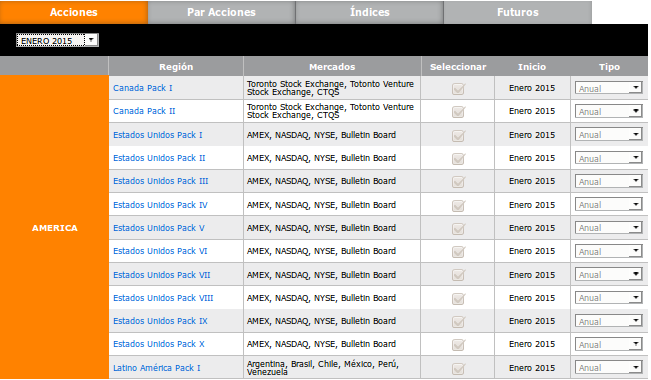 Acciones Par Acciones Índices Futuros
ENERO 2015
Región Mercados Seleccionar Inicio Tipo
AMERICA
Canada Pack I Toronto Stock Exchange, Totonto Venture
Stock Exchange, CTQS Enero 2015 Anual
Canada Pack II Toronto Stock Exchange, Totonto Venture
Stock Exchange, CTQS Enero 2015 Anual
Estados Unidos Pack I AMEX, NASDAQ, NYSE, Bulletin Board Enero 2015 Anual
Estados Unidos Pack II AMEX, NASDAQ, NYSE, Bulletin Board Enero 2015 Anual
Estados Unidos Pack III AMEX, NASDAQ, NYSE, Bulletin Board Enero 2015 Anual
Estados Unidos Pack IV AMEX, NASDAQ, NYSE, Bulletin Board Enero 2015 Anual
Estados Unidos Pack V AMEX, NASDAQ, NYSE, Bulletin Board Enero 2015 Anual
Estados Unidos Pack VI AMEX, NASDAQ, NYSE, Bulletin Board Enero 2015 Anual
Estados Unidos Pack VII AMEX, NASDAQ, NYSE, Bulletin Board Enero 2015 Anual
Estados Unidos Pack VIII AMEX, NASDAQ, NYSE, Bulletin Board Enero 2015 Anual
Estados Unidos Pack IX AMEX, NASDAQ, NYSE, Bulletin Board Enero 2015 Anual
Estados Unidos Pack X AMEX, NASDAQ, NYSE, Bulletin Board Enero 2015 Anual
Latino América Pack I Argentina, Brasil, Chile, México, Perú,
Venezuela Enero 2015 Anual